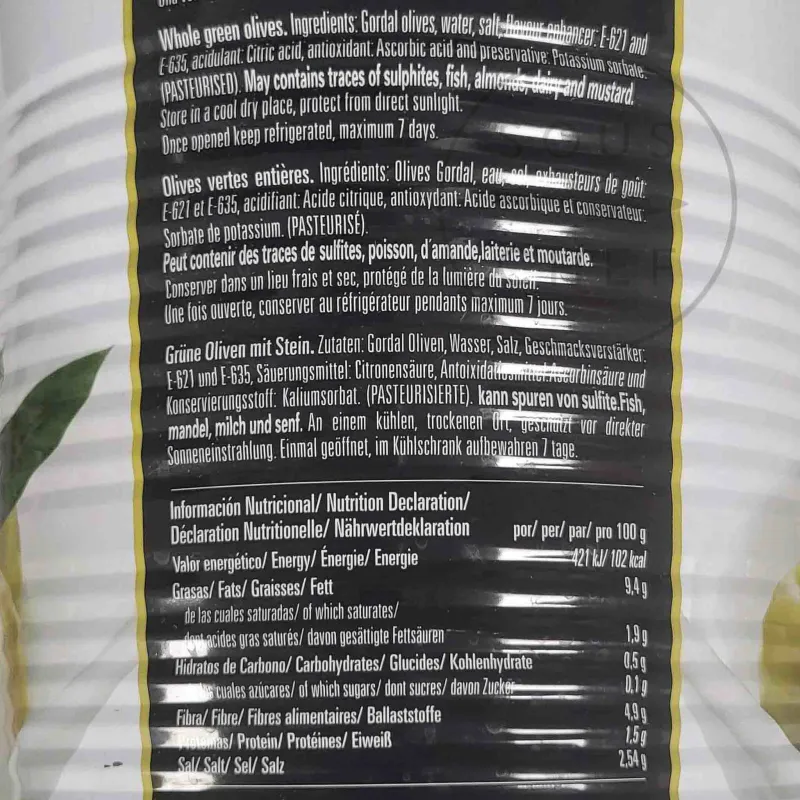 Whole green olives. Ingredients: Gordal olives, water, salt, flavour enhancer: E-621 and
E-635, acidulant: Citric acid, antioxidant: Ascorbic acid and preservative: Potassium sorbate.
(PASTEURISED). May contains traces of sulphites, fish, almonds, dairy and mustard.
Store in a cool dry place, protect from direct sunlight.
Once opened keep refrigerated, maximum 7 days.
Olives vertes entières. Ingrédients: Olives Gordal, eau, sel, exhausteurs de goût:
E-621 et E-635, acidifiant: Acide citrique, antioxydant: Acide ascorbique et conservateur:
Sorbate de potassium. (PASTEURISÉ).
Peut contenir des traces de sulfites, poisson, d'amande,laiterie et moutarde.
Conserver dans un lieu frais et sec, protégé de la lumière du soleil.
Une fois ouverte, conserver au réfrigérateur pendants maximum 7 jours.
Grüne Oliven mit Stein. Zutaten: Gordal Oliven, Wasser, Salz, Geschmacksverstärker:
E-621 und E-635, Säuerungsmittel: Citronensäure, und
Konservierungsstoff: Kaliumsorbat. (PASTEURISIERTE). kann spuren von sulfite.Fish,
mandel, milch und senf. An einem kühlen, trockenen Ort, geschützt vor direkter
Sonneneinstrahlung. Einmal geöffnet, im Kühlschrank aufbewahren 7 tage.
Información Nutricional/ Nutrition Declaration/
Déclaration Nutritionelle/ Nährwertdeklaration por/ per/ par/ pro 100 g
Valor energético/ Energy/ Énergie/ Energie 421 kJ/ 102 kcal
Grasas/ Fats/ Graisses/ Fett 9,4 g
de las cuales saturadas/ of which saturates/
dont acides gras saturés/ davon gesättigte Fettsäuren 1,9 g
Hidratos de Carbono/ Carbohydrates/ Glucides/ Kohlenhydrate 0,5 g
cuales azúcares/ of which sugars/ dont sucres/ davon Zucker 0,1 g
Fibra/ Fibre/ Fibres alimentaires/ Ballaststoffe 4,9 g
Proteínas/ Protein/ Protéines/ Eiweiß 1,5 g
Sal/ Salt/ Sel/ Salz 2,54 g